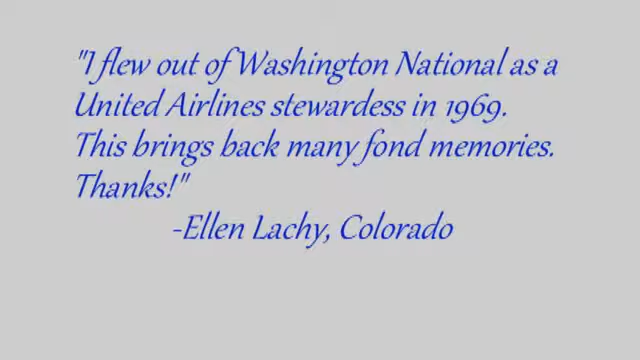 "I flew out of Washington National as a
United Airlines stewardess in 1969.
This brings back many fond memories.
Thanks!"
-Ellen Lachy, Colorado